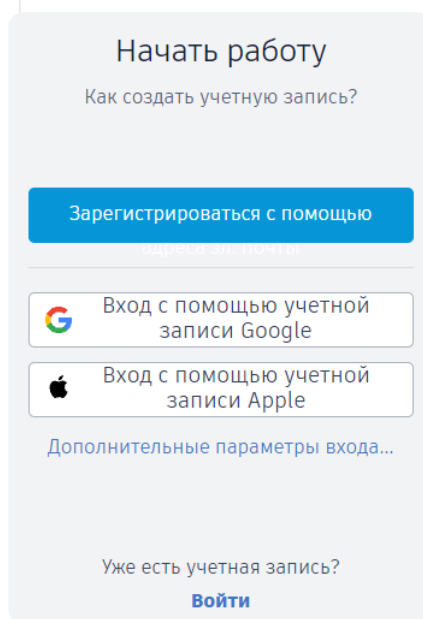 Начать работу
Как создать учетную запись?
Зарегистрироваться с помощью
адреса эл. почты
Вход с помощью учетной
записи Google
Вход с помощью учетной
записи Apple
Дополнительные параметры входа...
Уже есть учетная запись?
Войти